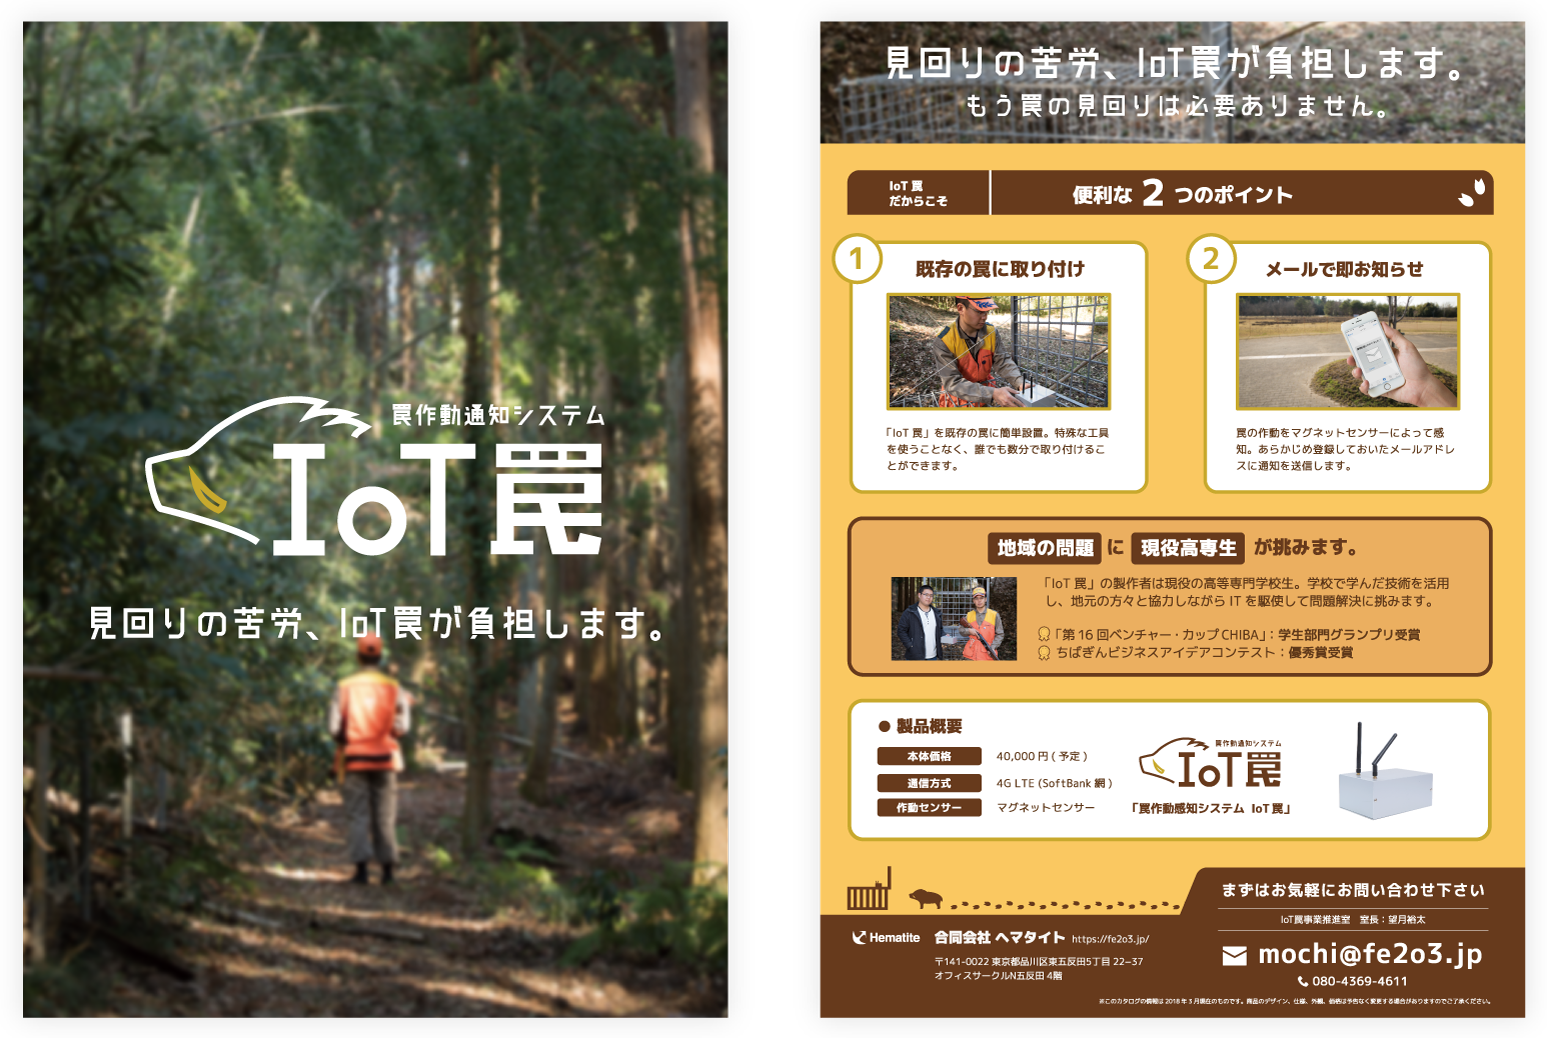 罠作動通知システム
IoT罠
見回りの苦労、IoT罠が負担します。
見回りの苦労、IoT罠が負担します。
もう罠の見回りは必要ありません。
IoT 罠
だからこそ
便利な 2 つのポイント
1
既存の罠に取り付け
「IoT 罠」を既存の罠に簡単設置。特殊な工具
を使うことなく、誰でも数分で取り付けるこ
とができます。
2
メールで即お知らせ
罠の作動をマグネットセンサーによって感
知。あらかじめ登録しておいたメールアドレ
スに通知を送信します。
地域の問題 に 現役高専生 が挑みます。
「IoT 罠」の製作者は現役の高等専門学校生。学校で学んだ技術を活用
し、地元の方々と協力しながら IT を駆使して問題解決に挑みます。
「第 16 回ベンチャー・カップ CHIBA」：学生部門グランプリ受賞
ちばぎんビジネスアイデアコンテスト：優秀賞受賞
● 製品概要
本体価格 40,000 円 ( 予定 )
通信方式 4G LTE (SoftBank 網 )
作動センサー マグネットセンサー
罠作動通知システム
IoT罠
「罠作動感知システム IoT 罠」
まずはお気軽にお問い合わせ下さい
IoT罠事業推進室 室長：望月裕太
mochi@fe2o3.jp
080-4369-4611
Hematite 合同会社 ヘマタイト https://fe2o3.jp/
〒141-0022 東京都品川区東五反田5丁目 22−37
オフィスサークルN五反田 4階
※このカタログの情報は 2018 年 3 月現在のものです。商品のデザイン、仕様、外観、価格は予告なく変更する場合がありますのでご了承ください。